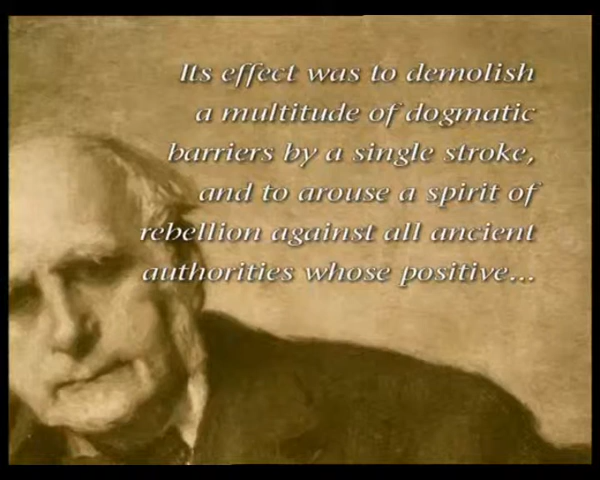 Its effect was to demolish
a multitude of dogmatic
barriers by a single stroke,
and to arouse a spirit of
rebellion against all ancient
authorities whose positive...